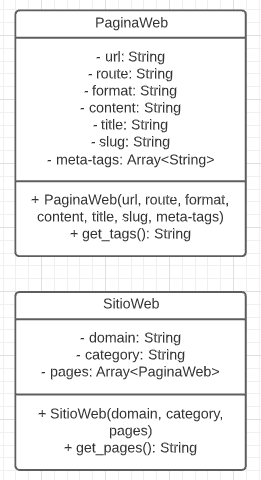 PaginaWeb
- url: String
- route: String
- format: String
- content: String
- title: String
- slug: String
- meta-tags: Array<String>
+ PaginaWeb(url, route, format,
content, title, slug, meta-tags)
+ get_tags(): String
SitioWeb
- domain: String
- category: String
- pages: Array<PaginaWeb>
+ SitioWeb(domain, category,
pages)
+ get_pages(): String